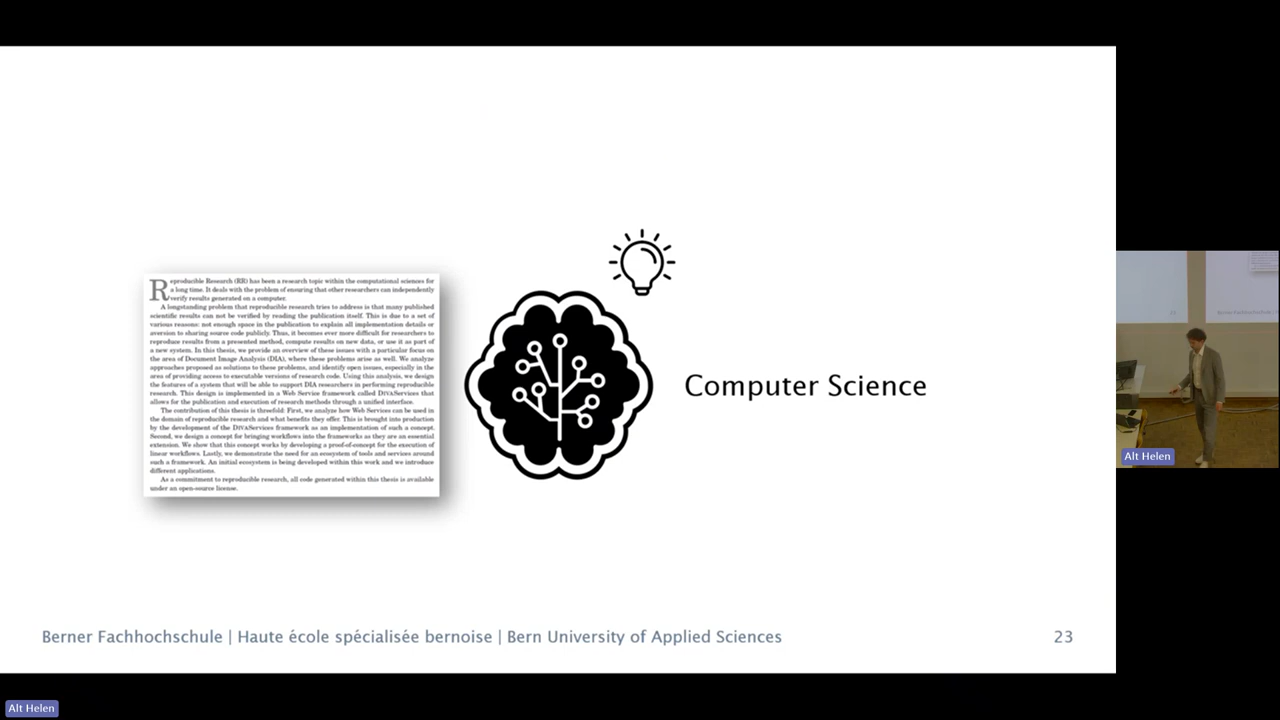 Reproducible Research (RR) has been a research topic within the computational sciences for
a long time. It deals with the problem of ensuring that other researchers can independently
verify results generated on a computer.
A longstanding problem that reproducible research tries to address is that many published
scientific results can not be verified by reading the publication itself. This is due to a set of
various reasons: not enough space in the publication to explain all implementation details or
aversion to sharing source code publicly. Thus, it becomes ever more difficult for researchers to
reproduce results from a presented method, compute results on new data, or use it as part of
a new system. In this thesis, we provide an overview of these issues with a particular focus on
the area of Document Image Analysis (DIA), where these problems arise as well. We analyze
approaches proposed as solutions to these problems, and identify open issues, especially in the
area of providing access to executable versions of research code. Using this analysis, we design
the features of a system that will be able to support DIA researchers in performing reproducible
research. This design is implemented in a Web Service framework called DIVAServices that
allows for the publication and execution of research methods through a unified interface.
The contribution of this thesis is threefold: First, we analyze how Web Services can be used in
the domain of reproducible research and what benefits they offer. This is brought into production
by the development of the DIVAServices framework as an implementation of such a concept.
Second, we design a concept for bringing workflows into the frameworks as they are an essential
extension. We show that this concept works by developing a proof-of-concept for the execution of
linear workflows. Lastly, we demonstrate the need for an ecosystem of tools and services around
such a framework. An initial ecosystem is being developed within this work and we introduce
different applications.
As a commitment to reproducible research, all code generated within this thesis is available
under an open-source license.
Computer Science
Berner Fachhochschule | Haute école spécialisée bernoise | Bern University of Applied Sciences
23
Alt Helen
Alt Helen